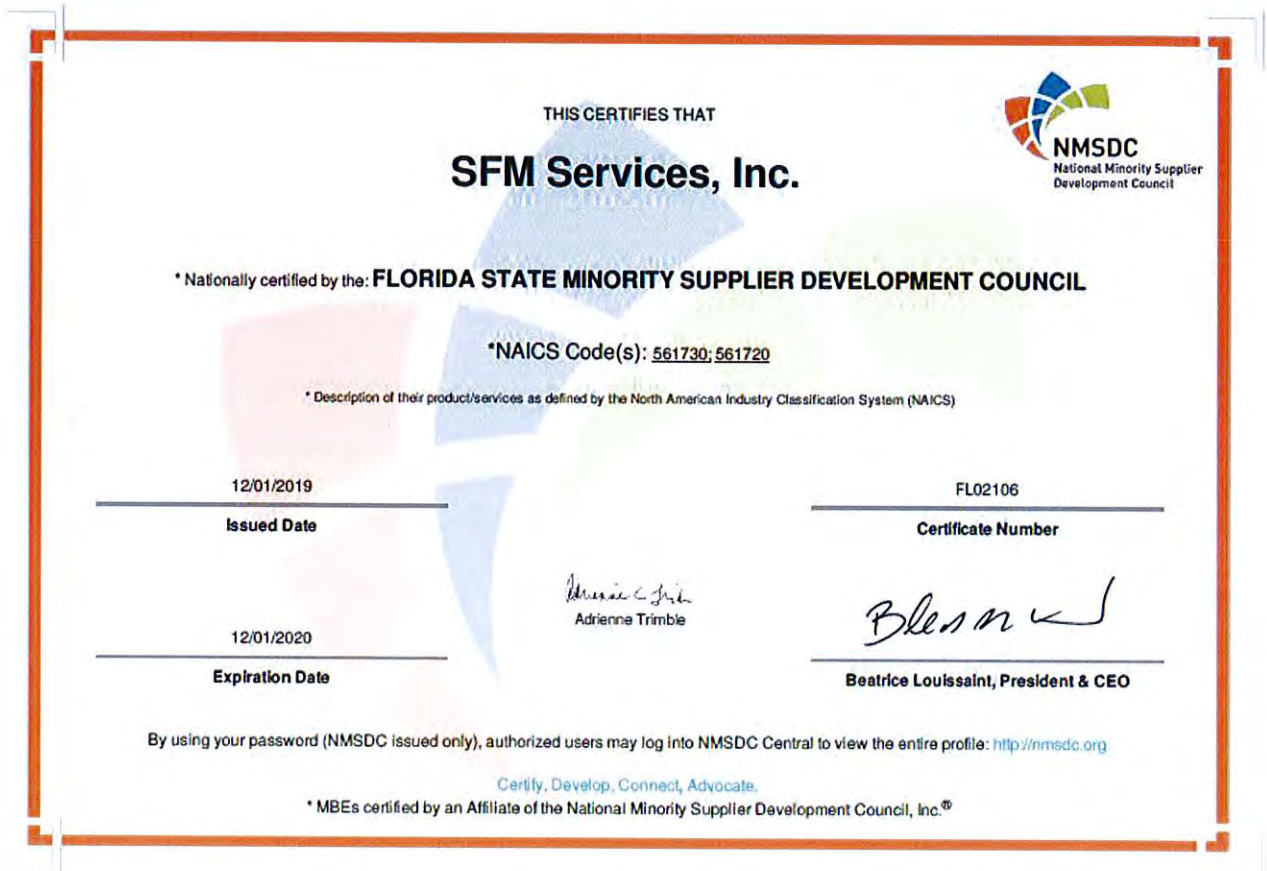 THIS CERTIFIES THAT
SFM Services, Inc.
NMSDC
National Minority Supplier
Development Council
* Nationally certified by the: FLORIDA STATE MINORITY SUPPLIER DEVELOPMENT COUNCIL
*NAICS Code(s): 561730; 561720
* Description of their product/services as defined by the North American Industry Classification System (NAICS)
12/01/2019
Issued Date
FL02106
Certificate Number
Adrienne Trimble
12/01/2020
Expiration Date
Beatrice Louissaint, President & CEO
By using your password (NMSDC issued only), authorized users may log into NMSDC Central to view the entire profile: http://nmsdc.org
Certify, Develop, Connect, Advocate.
* MBEs certified by an Affiliate of the National Minority Supplier Development Council, Inc.®